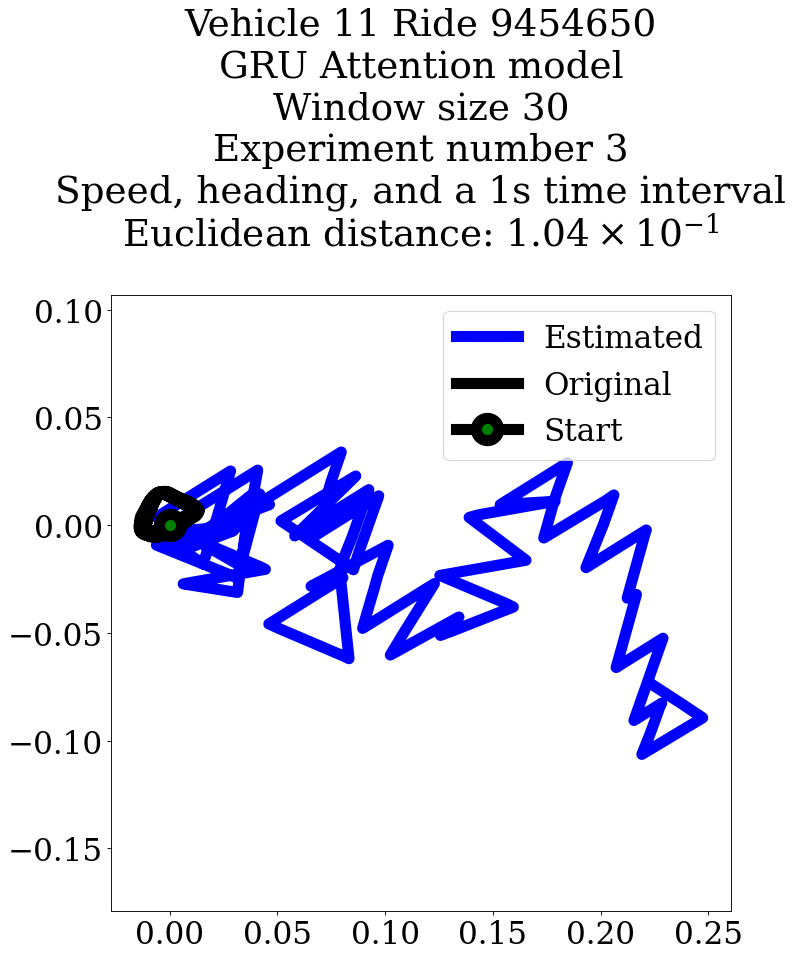 Vehicle 11 Ride 9454650
GRU Attention model
Window size 30
Experiment number 3
Speed, heading, and a 1s time interval
Euclidean distance: 1.04 × 10⁻¹
Estimated
Original
Start
0.10
0.05
0.00
−0.05
−0.10
−0.15
0.00 0.05 0.10 0.15 0.20 0.25